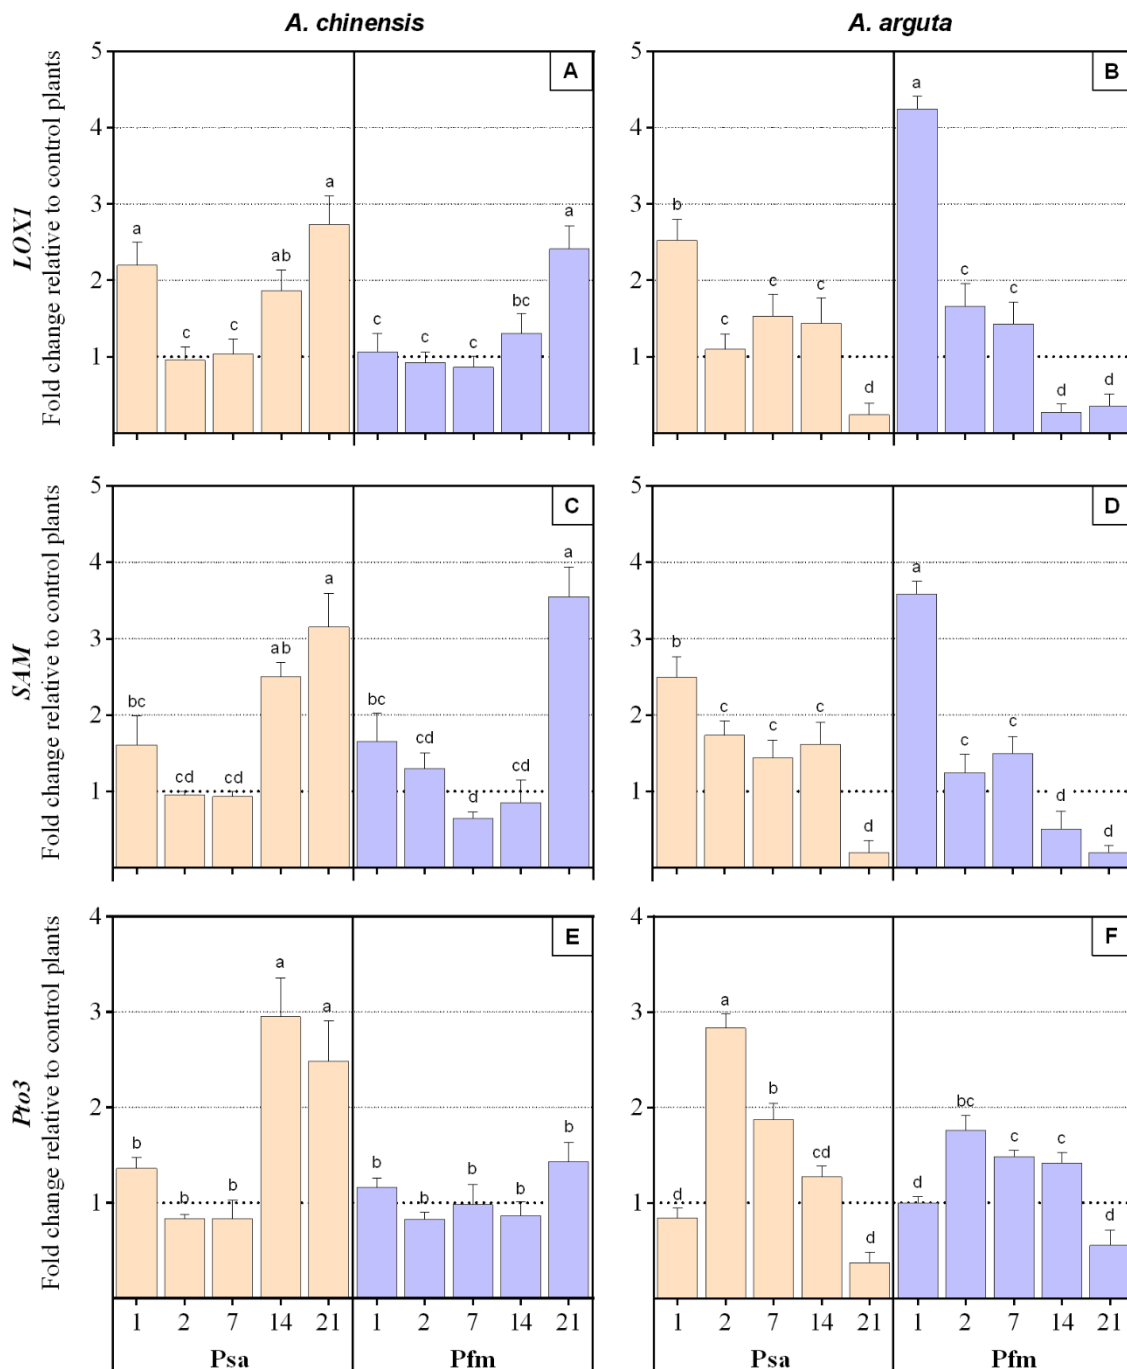 A. chinensis
A. arguta
LOX1
Fold change relative to control plants
5
4
3
2
1
A
a
c
c
ab
a
c
c
c
bc
a
B
b
c
c
c
d
a
c
c
d
d
SAM
Fold change relative to control plants
5
4
3
2
1
C
bc
cd
cd
ab
a
bc
cd
d
cd
a
D
b
c
c
c
d
a
c
c
d
d
Pto3
Fold change relative to control plants
4
3
2
1
E
b
b
b
a
a
b
b
b
b
b
F
d
a
b
cd
d
d
bc
c
c
d
1 2 7 14 21 1 2 7 14 21 1 2 7 14 21 1 2 7 14 21
Psa Pfm Psa Pfm